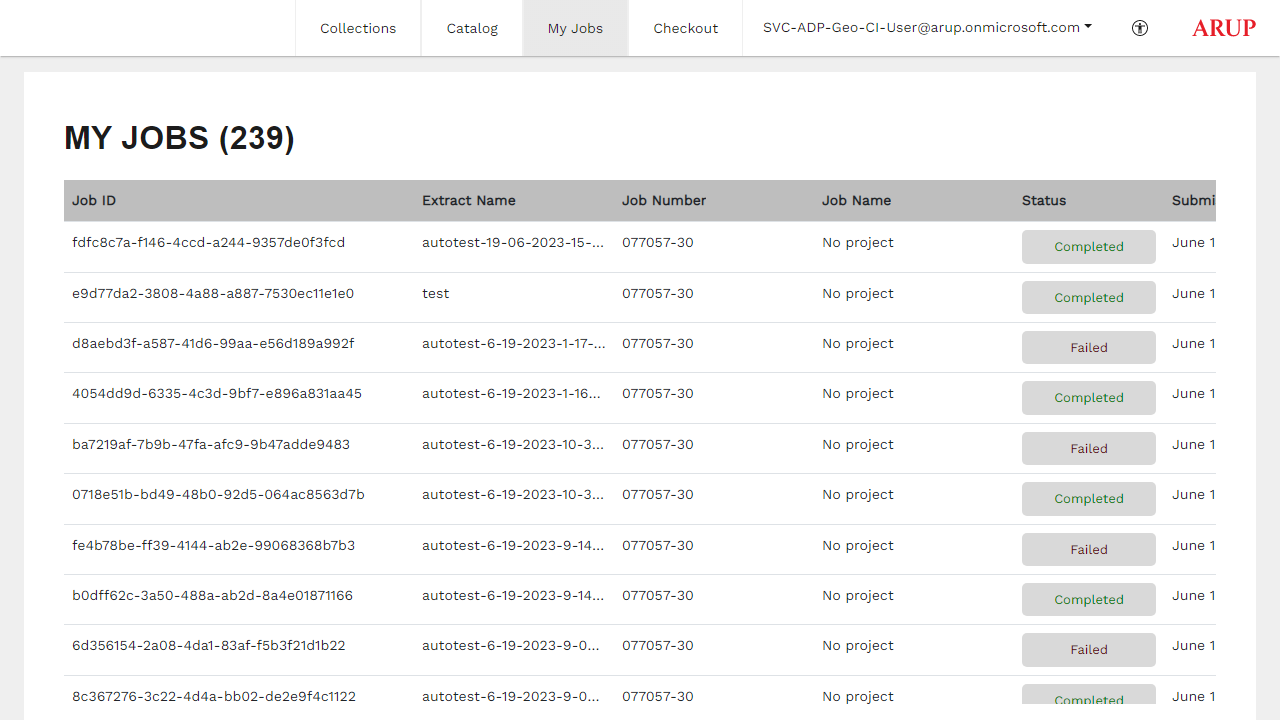 Collections Catalog My Jobs Checkout SVC-ADP-Geo-CI-User@arup.onmicrosoft.com ARUP
MY JOBS (239)
Job ID Extract Name Job Number Job Name Status Submi
fdfc8c7a-f146-4ccd-a244-9357de0f3fcd autotest-19-06-2023-15-... 077057-30 No project Completed June 1
e9d77da2-3808-4a88-a887-7530ec11e1e0 test 077057-30 No project Completed June 1
d8aebd3f-a587-41d6-99aa-e56d189a992f autotest-6-19-2023-1-17-... 077057-30 No project Failed June 1
4054dd9d-6335-4c3d-9bf7-e896a831aa45 autotest-6-19-2023-1-16... 077057-30 No project Completed June 1
ba7219af-7b9b-47fa-afc9-9b47adde9483 autotest-6-19-2023-10-3... 077057-30 No project Failed June 1
0718e51b-bd49-48b0-92d5-064ac8563d7b autotest-6-19-2023-10-3... 077057-30 No project Completed June 1
fe4b78be-ff39-4144-ab2e-99068368b7b3 autotest-6-19-2023-9-14... 077057-30 No project Failed June 1
b0dff62c-3a50-488a-ab2d-8a4e01871166 autotest-6-19-2023-9-14... 077057-30 No project Completed June 1
6d356154-2a08-4da1-83af-f5b3f21d1b22 autotest-6-19-2023-9-0... 077057-30 No project Failed June 1
8c367276-3c22-4d4a-bb02-de2e9f4c1122 autotest-6-19-2023-9-0... 077057-30 No project Completed June 1